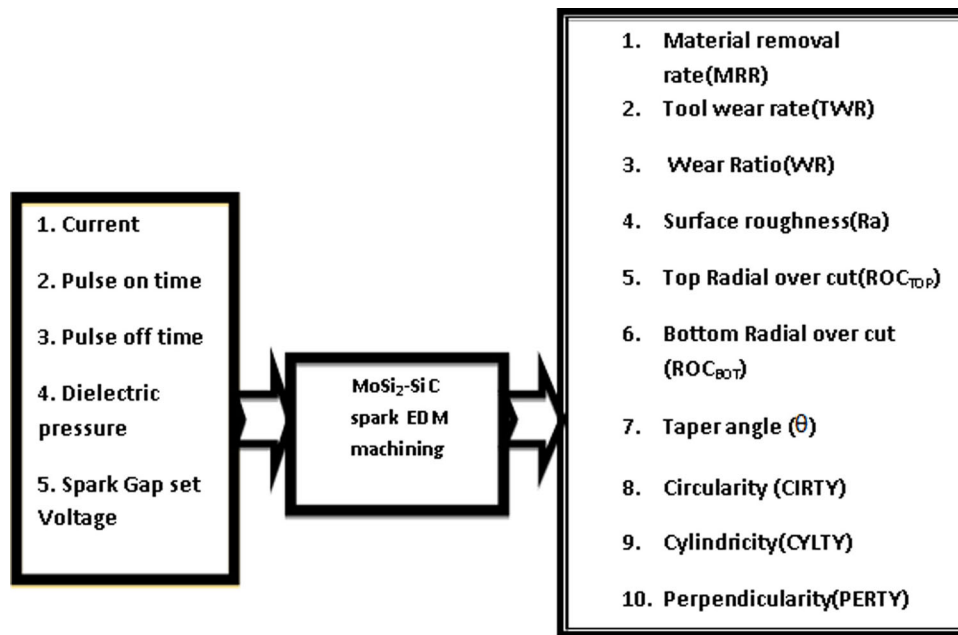 1. Current
2. Pulse on time
3. Pulse off time
4. Dielectric
pressure
5. Spark Gap set
Voltage
MoSi₂-SiC
spark EDM
machining
1. Material removal
rate(MRR)
2. Tool wear rate(TWR)
3. Wear Ratio(WR)
4. Surface roughness(Ra)
5. Top Radial over cut(ROC_TOP)
6. Bottom Radial over cut
(ROC_BOT)
7. Taper angle (θ)
8. Circularity (CIRTY)
9. Cylindricity(CYLTY)
10. Perpendicularity(PERTY)